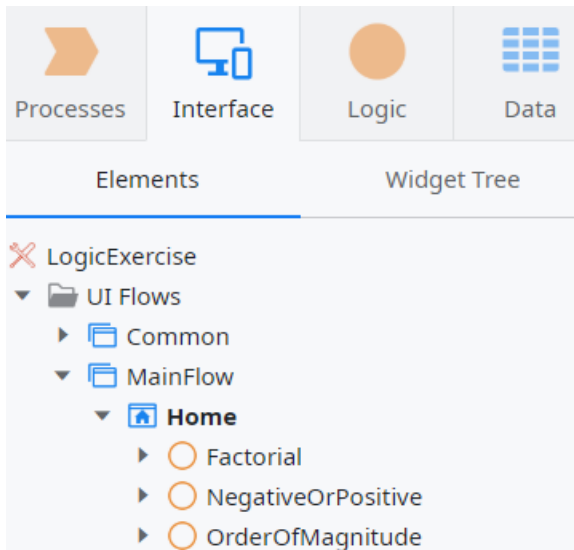 Processes Interface Logic Data
Elements Widget Tree
LogicExercise
UI Flows
Common
MainFlow
Home
Factorial
NegativeOrPositive
OrderOfMagnitude